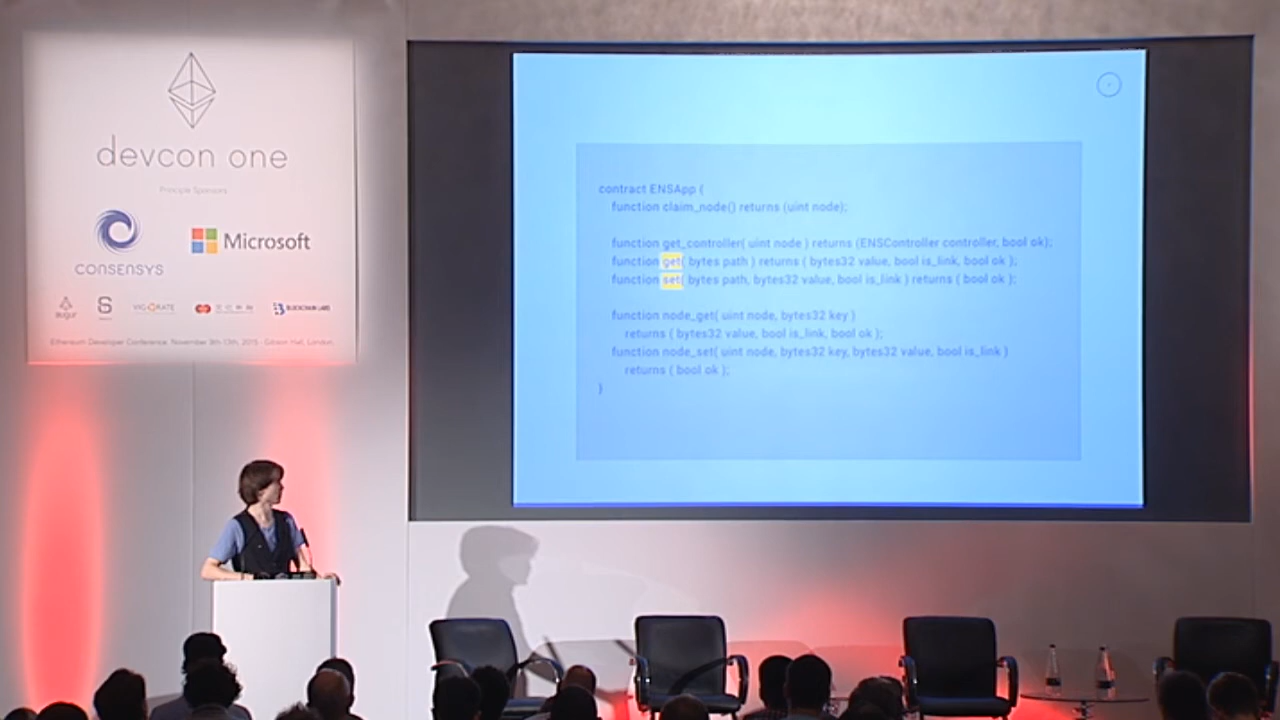 devcon one
Principle Sponsors
CONSENSYS
Microsoft
augur
BLOCKCHAIN LABS
Ethereum Developer Conference, November 9th-13th, 2015 - Gibson Hall, London
contract ENSApp {
function claim_node() returns (uint node);
function get_controller( uint node ) returns (ENSController controller, bool ok);
function get( bytes path ) returns ( bytes32 value, bool is_link, bool ok );
function set( bytes path, bytes32 value, bool is_link ) returns ( bool ok );
function node_get( uint node, bytes32 key )
returns ( bytes32 value, bool is_link, bool ok );
function node_set( uint node, bytes32 key, bytes32 value, bool is_link )
returns ( bool ok );
}